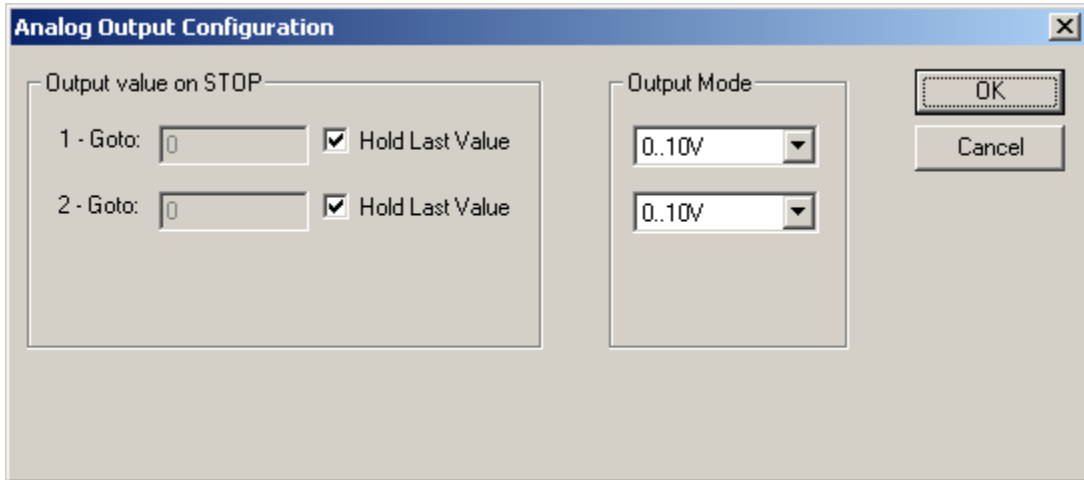 Analog Output Configuration
Output value on STOP
1 - Goto: 0 Hold Last Value
2 - Goto: 0 Hold Last Value
Output Mode
0..10V
0..10V
OK
Cancel